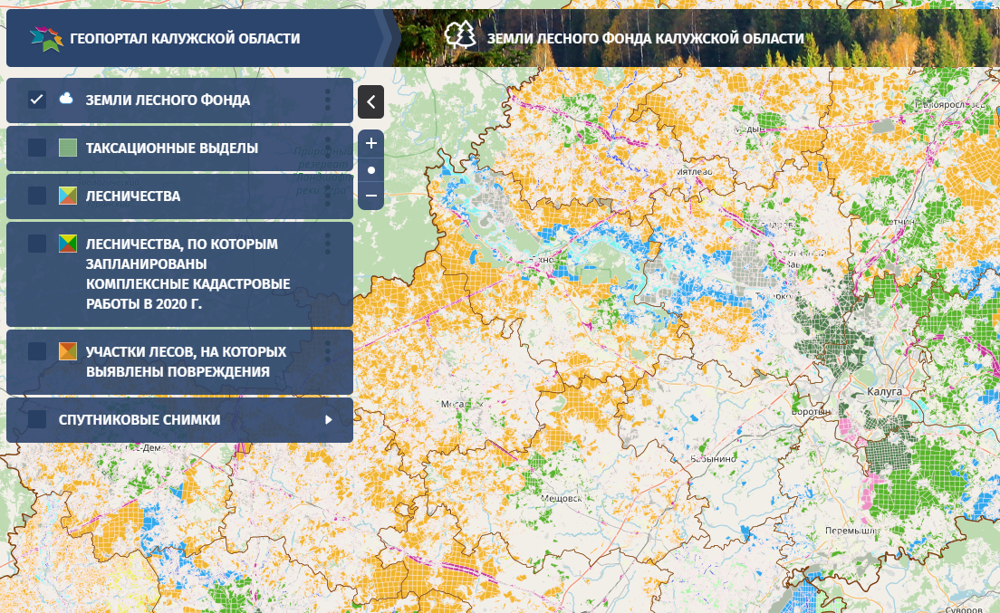 ГЕОПОРТАЛ КАЛУЖСКОЙ ОБЛАСТИ
ЗЕМЛИ ЛЕСНОГО ФОНДА КАЛУЖСКОЙ ОБЛАСТИ
ЗЕМЛИ ЛЕСНОГО ФОНДА
ТАКСАЦИОННЫЕ ВЫДЕЛЫ
ЛЕСНИЧЕСТВА
ЛЕСНИЧЕСТВА, ПО КОТОРЫМ
ЗАПЛАНИРОВАНЫ
КОМПЛЕКСНЫЕ КАДАСТРОВЫЕ
РАБОТЫ В 2020 Г.
УЧАСТКИ ЛЕСОВ, НА КОТОРЫХ
ВЫЯВЛЕНЫ ПОВРЕЖДЕНИЯ
СПУТНИКОВЫЕ СНИМКИ
Мятлево
Калуга
Воротын
Бабынино
Мещовск
Перемышл
Суворов